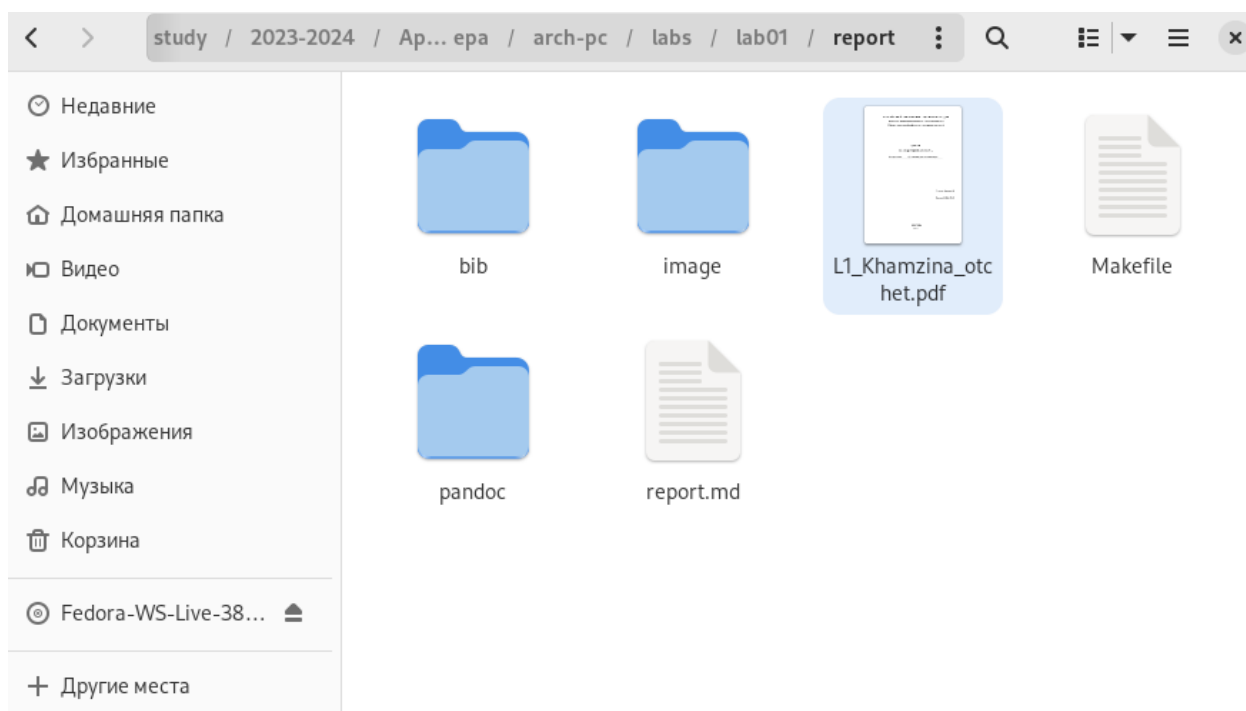 study / 2023-2024 / Ар… ера / arch-pc / labs / lab01 / report
Недавние
Избранные
Домашняя папка
Видео
Документы
Загрузки
Изображения
Музыка
Корзина
Fedora-WS-Live-38…
Другие места
bib
image
L1_Khamzina_otc
het.pdf
Makefile
pandoc
report.md